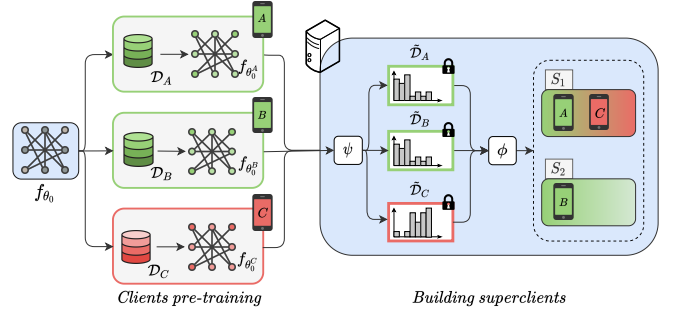 A
𝒟_A
f_{θ_0^A}
B
𝒟_B
f_{θ_0^B}
C
𝒟_C
f_{θ_0^C}
f_{θ_0}
ψ
𝒟̃_A
𝒟̃_B
𝒟̃_C
ϕ
S_1
A C
S_2
B
Clients pre-training
Building superclients